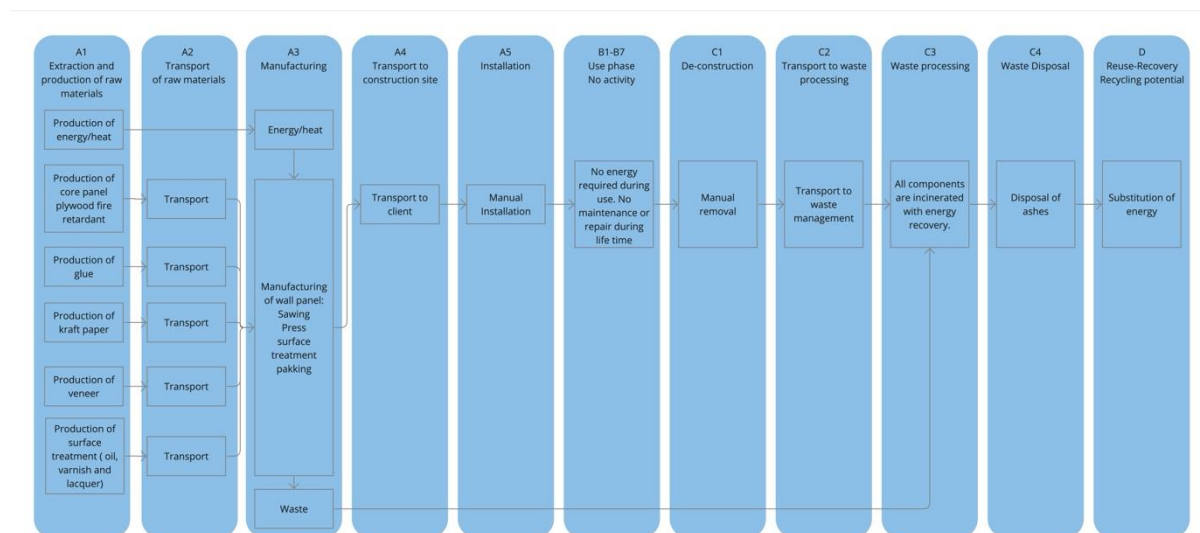 A1
Extraction and
production of raw
materials
Production of
energy/heat
Production of
core panel
plywood fire
retardant
Production of
glue
Production of
kraft paper
Production of
veneer
Production of
surface
treatment ( oil,
varnish and
lacquer)
A2
Transport
of raw materials
Transport
Transport
Transport
Transport
Transport
A3
Manufacturing
Energy/heat
Manufacturing
of wall panel:
Sawing
Press
surface
treatment
pakking
Waste
A4
Transport to
construction site
Transport to
client
A5
Installation
Manual
Installation
B1-B7
Use phase
No activity
No energy
required during
use. No
maintenance or
repair during
life time
C1
De-construction
Manual
removal
C2
Transport to waste
processing
Transport to
waste
management
C3
Waste processing
All components
are incinerated
with energy
recovery.
C4
Waste Disposal
Disposal of
ashes
D
Reuse-Recovery
Recycling potential
Substitution of
energy